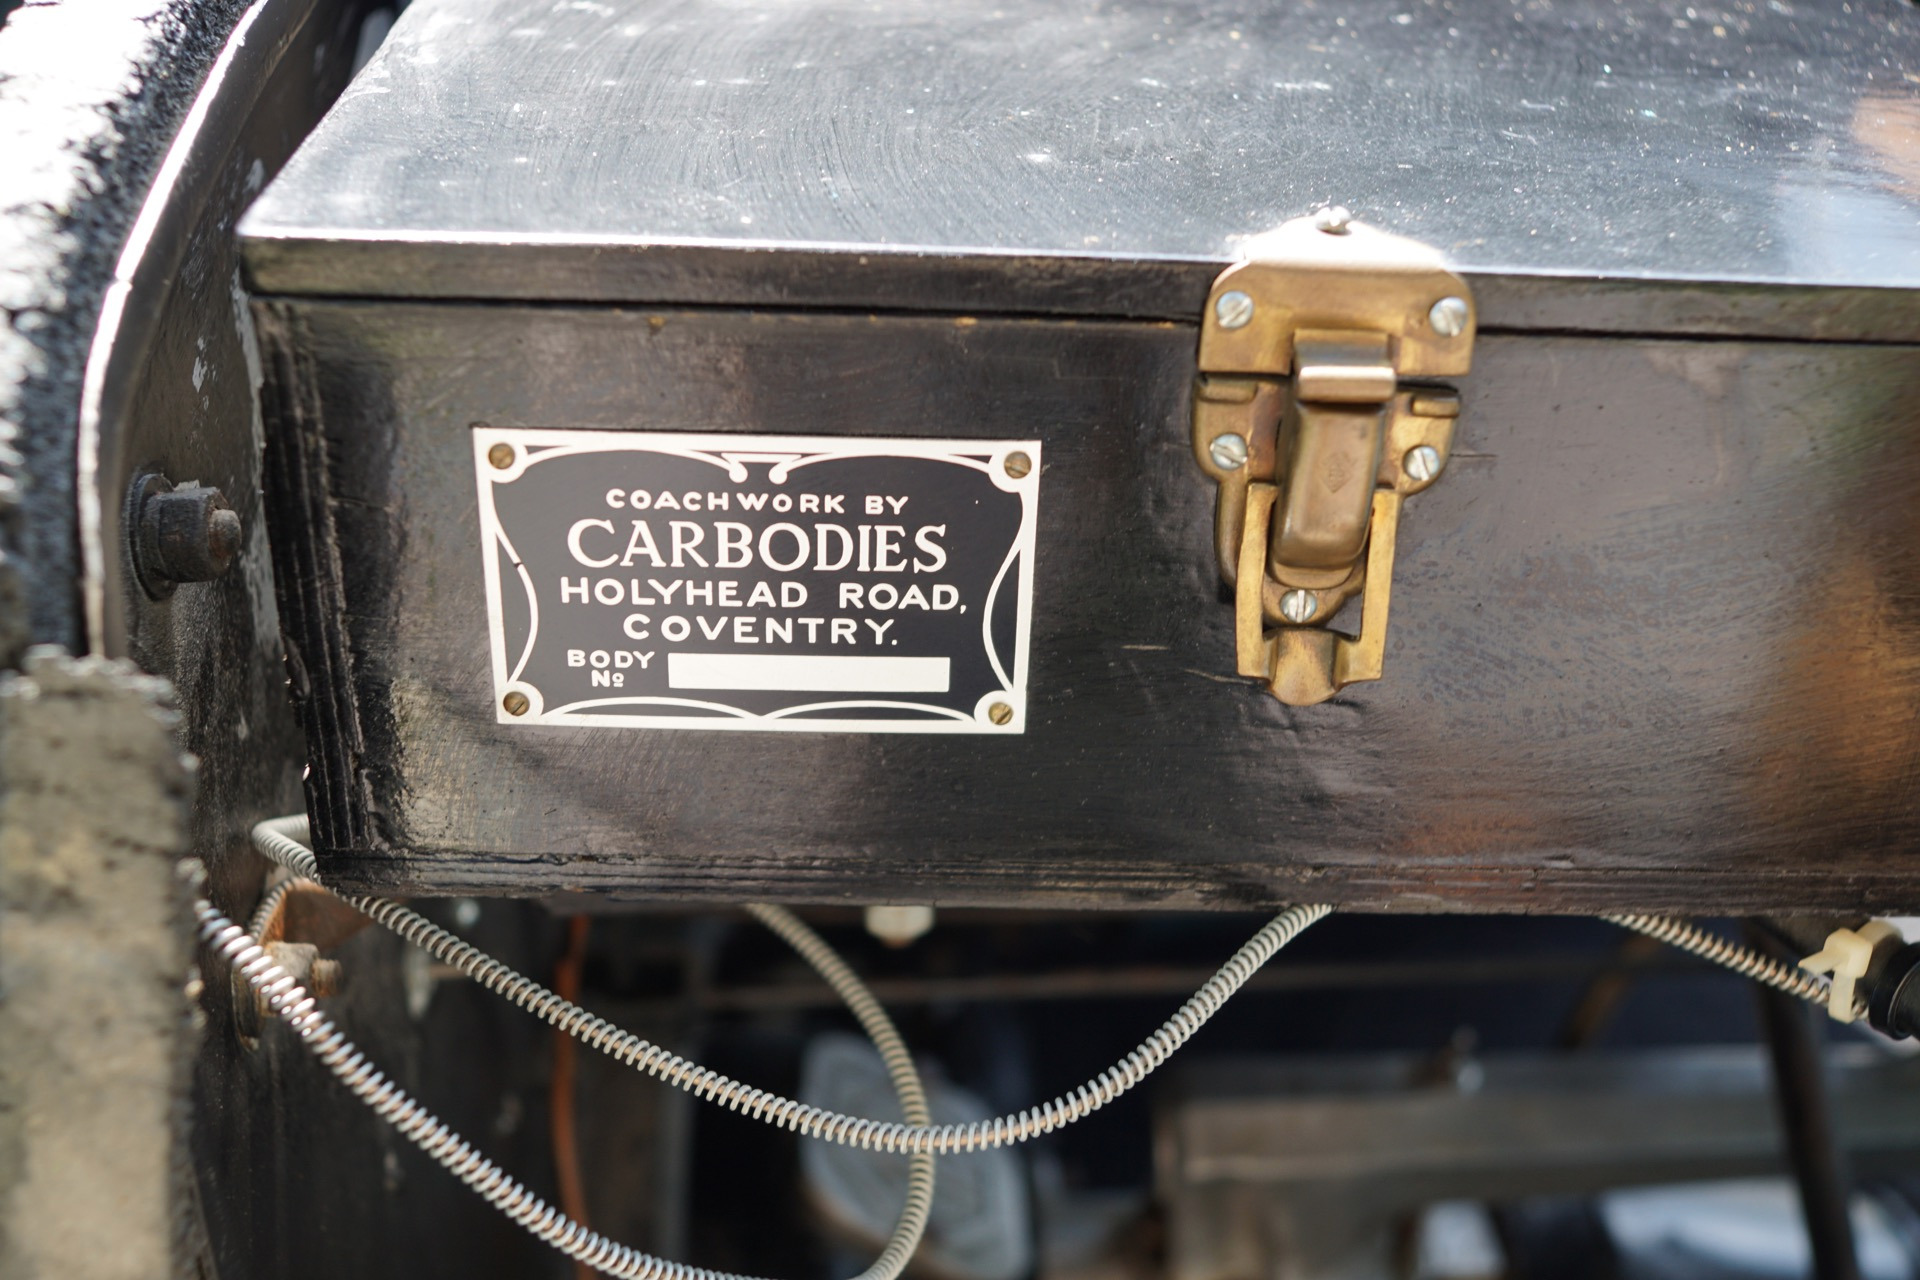 COACHWORK BY
CARBODIES
HOLYHEAD ROAD,
COVENTRY.
BODY
Nº